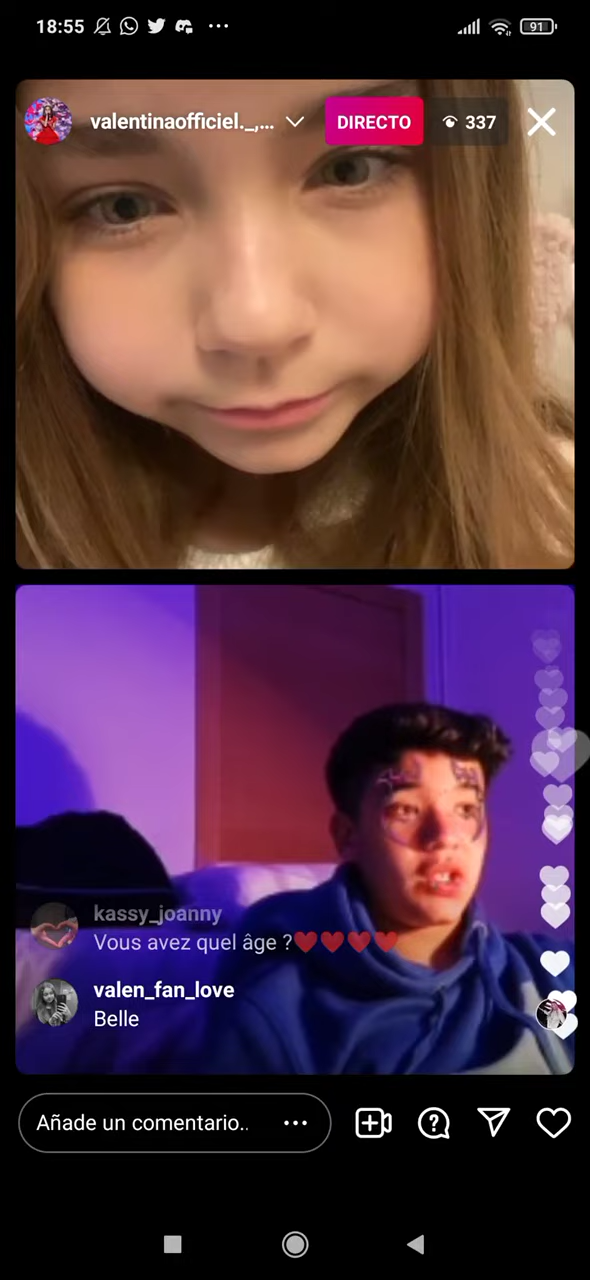 18:55
91
valentinaofficiel._,...
DIRECTO
337
kassy_joanny
Vous avez quel âge ?❤️❤️❤️❤️
valen_fan_love
Belle
Añade un comentario..